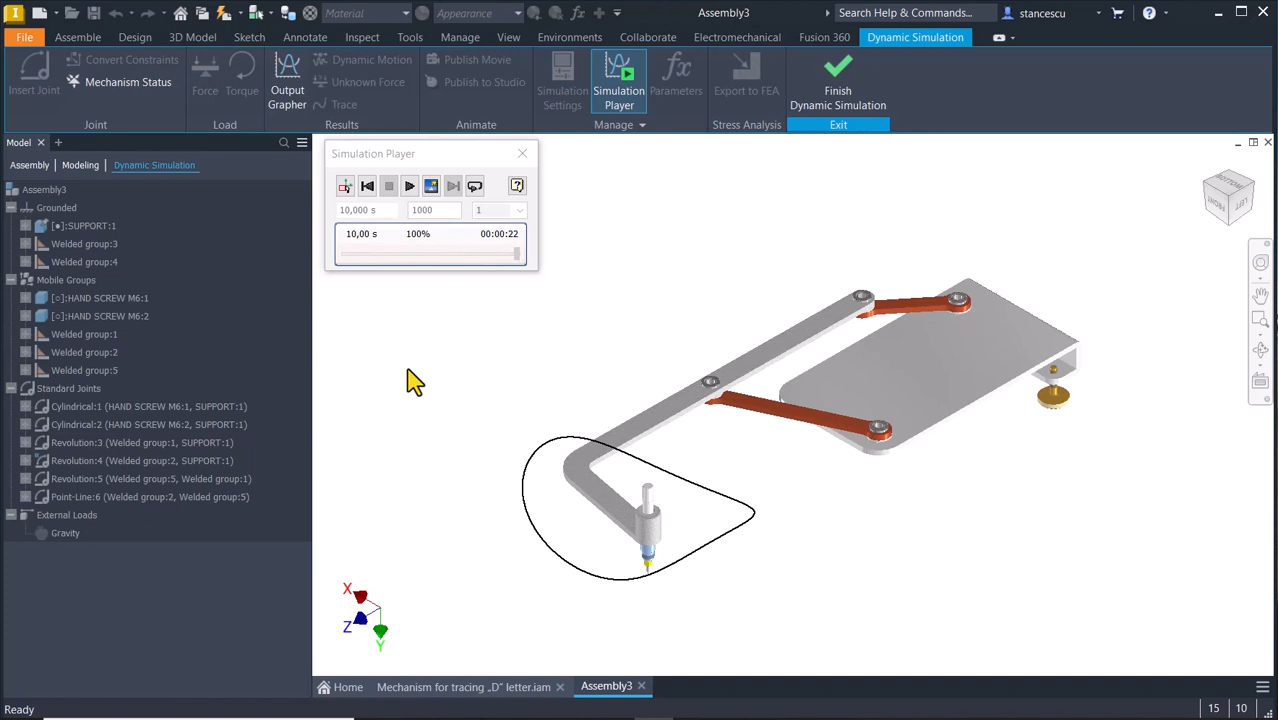 I Material Appearance fx Assembly3 Search Help & Commands... stancescu ?
File Assemble Design 3D Model Sketch Annotate Inspect Tools Manage View Environments Collaborate Electromechanical Fusion 360 Dynamic Simulation
Insert Joint
Convert Constraints
Mechanism Status
Joint
Force
Torque
Load
Output Grapher
Dynamic Motion
Unknown Force
Trace
Results
Publish Movie
Publish to Studio
Animate
Simulation Settings
Simulation Player
fx
Parameters
Manage
Export to FEA
Stress Analysis
Finish Dynamic Simulation
Exit
Model
Assembly Modeling Dynamic Simulation
Assembly3
Grounded
[●]:SUPPORT:1
Welded group:3
Welded group:4
Mobile Groups
[○]:HAND SCREW M6:1
[○]:HAND SCREW M6:2
Welded group:1
Welded group:2
Welded group:5
Standard Joints
Cylindrical:1 (HAND SCREW M6:1, SUPPORT:1)
Cylindrical:2 (HAND SCREW M6:2, SUPPORT:1)
Revolution:3 (Welded group:1, SUPPORT:1)
Revolution:4 (Welded group:2, SUPPORT:1)
Revolution:5 (Welded group:5, Welded group:1)
Point-Line:6 (Welded group:2, Welded group:5)
External Loads
Gravity
Simulation Player
?
10,000 s 1000 1
10,00 s 100% 00:00:22
BOTTOM
FRONT LEFT
X
Z
Y
Home Mechanism for tracing „D” letter.iam Assembly3
Ready 15 10